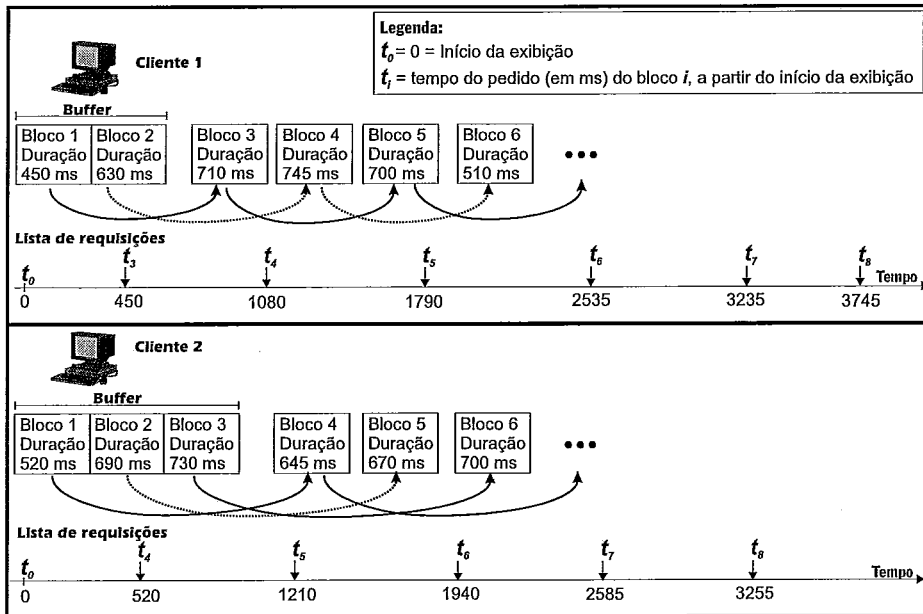 Legenda:
t0 = 0 = Início da exibição
ti = tempo do pedido (em ms) do bloco i, a partir do início da exibição
Cliente 1
Buffer
Bloco 1 Duração 450 ms
Bloco 2 Duração 630 ms
Bloco 3 Duração 710 ms
Bloco 4 Duração 745 ms
Bloco 5 Duração 700 ms
Bloco 6 Duração 510 ms
•••
Lista de requisições
t0 t3 t4 t5 t6 t7 t8 Tempo
0 450 1080 1790 2535 3235 3745
Cliente 2
Buffer
Bloco 1 Duração 520 ms
Bloco 2 Duração 690 ms
Bloco 3 Duração 730 ms
Bloco 4 Duração 645 ms
Bloco 5 Duração 670 ms
Bloco 6 Duração 700 ms
•••
Lista de requisições
t0 t4 t5 t6 t7 t8 Tempo
0 520 1210 1940 2585 3255